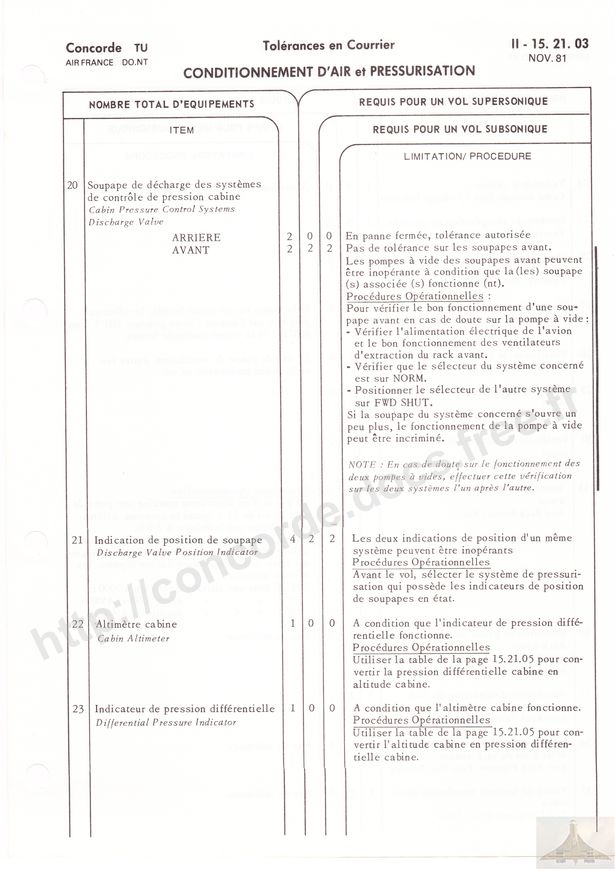 Concorde TU
Tolérances en Courrier
II - 15. 21. 03
AIR FRANCE DO.NT
NOV. 81
CONDITIONNEMENT D'AIR et PRESSURISATION
NOMBRE TOTAL D'EQUIPEMENTS
REQUIS POUR UN VOL SUPERSONIQUE
ITEM
REQUIS POUR UN VOL SUBSONIQUE
LIMITATION/ PROCEDURE
20 Soupape de décharge des systèmes
de contrôle de pression cabine
Cabin Pressure Control Systems
Discharge Valve
ARRIERE 2 0 0 En panne fermée, tolérance autorisée
AVANT 2 2 2 Pas de tolérance sur les soupapes avant.
Les pompes à vide des soupapes avant peuvent
être inopérante à condition que la (les) soupape
(s) associée (s) fonctionne (nt).
Procédures Opérationnelles :
Pour vérifier le bon fonctionnement d'une sou-
pape avant en cas de doute sur la pompe à vide :
- Vérifier l'alimentation électrique de l'avion
et le bon fonctionnement des ventilateurs
d'extraction du rack avant.
- Vérifier que le sélecteur du système concerné
est sur NORM.
- Positionner le sélecteur de l'autre système
sur FWD SHUT.
Si la soupape du système concerné s'ouvre un
peu plus, le fonctionnement de la pompe à vide
peut être incriminé.
NOTE : En cas de doute sur le fonctionnement des
deux pompes à vides, effectuer cette vérification
sur les deux systèmes l'un après l'autre.
21 Indication de position de soupape 4 2 2 Les deux indications de position d'un même
Discharge Valve Position Indicator système peuvent être inopérants
Procédures Opérationnelles
Avant le vol, sélecter le système de pressuri-
sation qui possède les indicateurs de position
de soupapes en état.
22 Altimètre cabine 1 0 0 A condition que l'indicateur de pression diffé-
Cabin Altimeter rentielle fonctionne.
Procédures Opérationnelles
Utiliser la table de la page 15.21.05 pour con-
vertir la pression différentielle cabine en
altitude cabine.
23 Indicateur de pression différentielle 1 0 0 A condition que l'altimètre cabine fonctionne.
Differential Pressure Indicator Procédures Opérationnelles
Utiliser la table de la page 15.21.05 pour con-
vertir l'altitude cabine en pression différen-
tielle cabine.
http://concorde.docs.free.fr